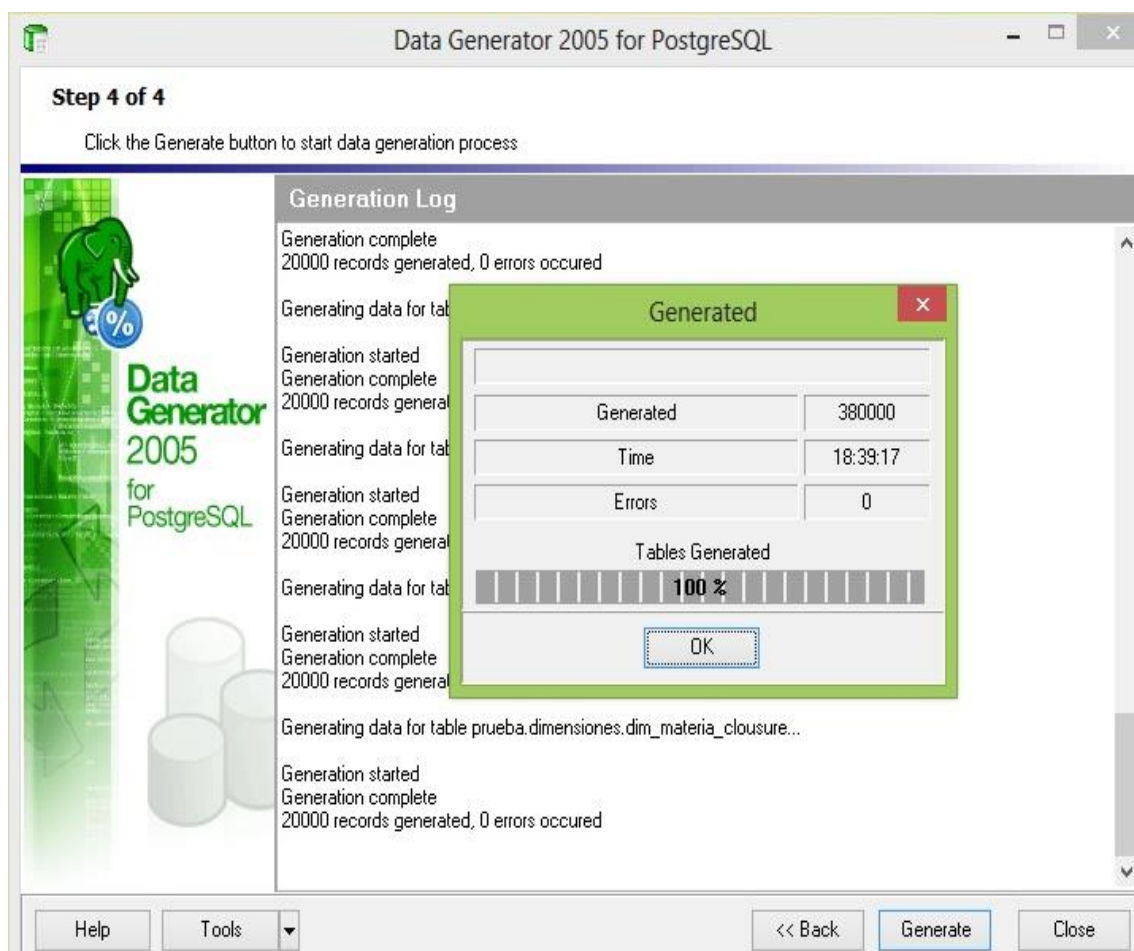 Data Generator 2005 for PostgreSQL
Step 4 of 4
Click the Generate button to start data generation process
Data
Generator
2005
for
PostgreSQL
%
Generation Log
Generation complete
20000 records generated, 0 errors occured
Generating data for tab
Generation started
Generation complete
20000 records generat
Generating data for tab
Generation started
Generation complete
20000 records generat
Generating data for tab
Generation started
Generation complete
20000 records generat
Generating data for table prueba.dimensiones.dim_materia_clousure...
Generation started
Generation complete
20000 records generated, 0 errors occured
Generated
Generated 380000
Time 18:39:17
Errors 0
Tables Generated
100 %
OK
Help Tools << Back Generate Close